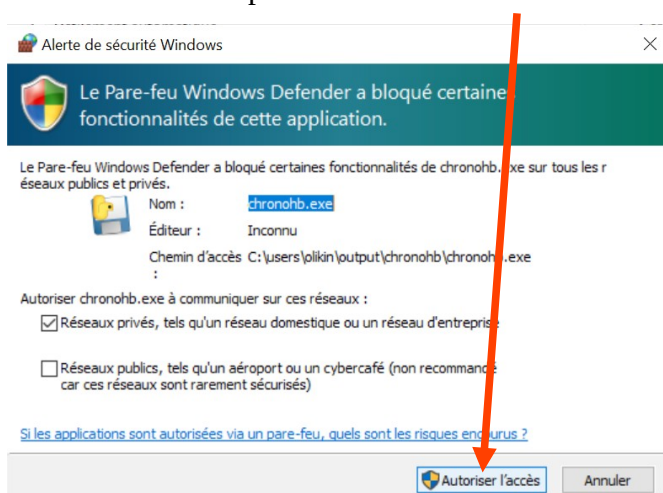 Alerte de sécurité Windows
Le Pare-feu Windows Defender a bloqué certaines
fonctionnalités de cette application.
Le Pare-feu Windows Defender a bloqué certaines fonctionnalités de chronohb.exe sur tous les r
éseaux publics et privés.
Nom : chronohb.exe
Éditeur : Inconnu
Chemin d'accès C:\users\olikin\output\chronohb\chronohb.exe
:
Autoriser chronohb.exe à communiquer sur ces réseaux :
Réseaux privés, tels qu'un réseau domestique ou un réseau d'entreprise
Réseaux publics, tels qu'un aéroport ou un cybercafé (non recommandé
car ces réseaux sont rarement sécurisés)
Si les applications sont autorisées via un pare-feu, quels sont les risques encourus ?
Autoriser l'accès Annuler